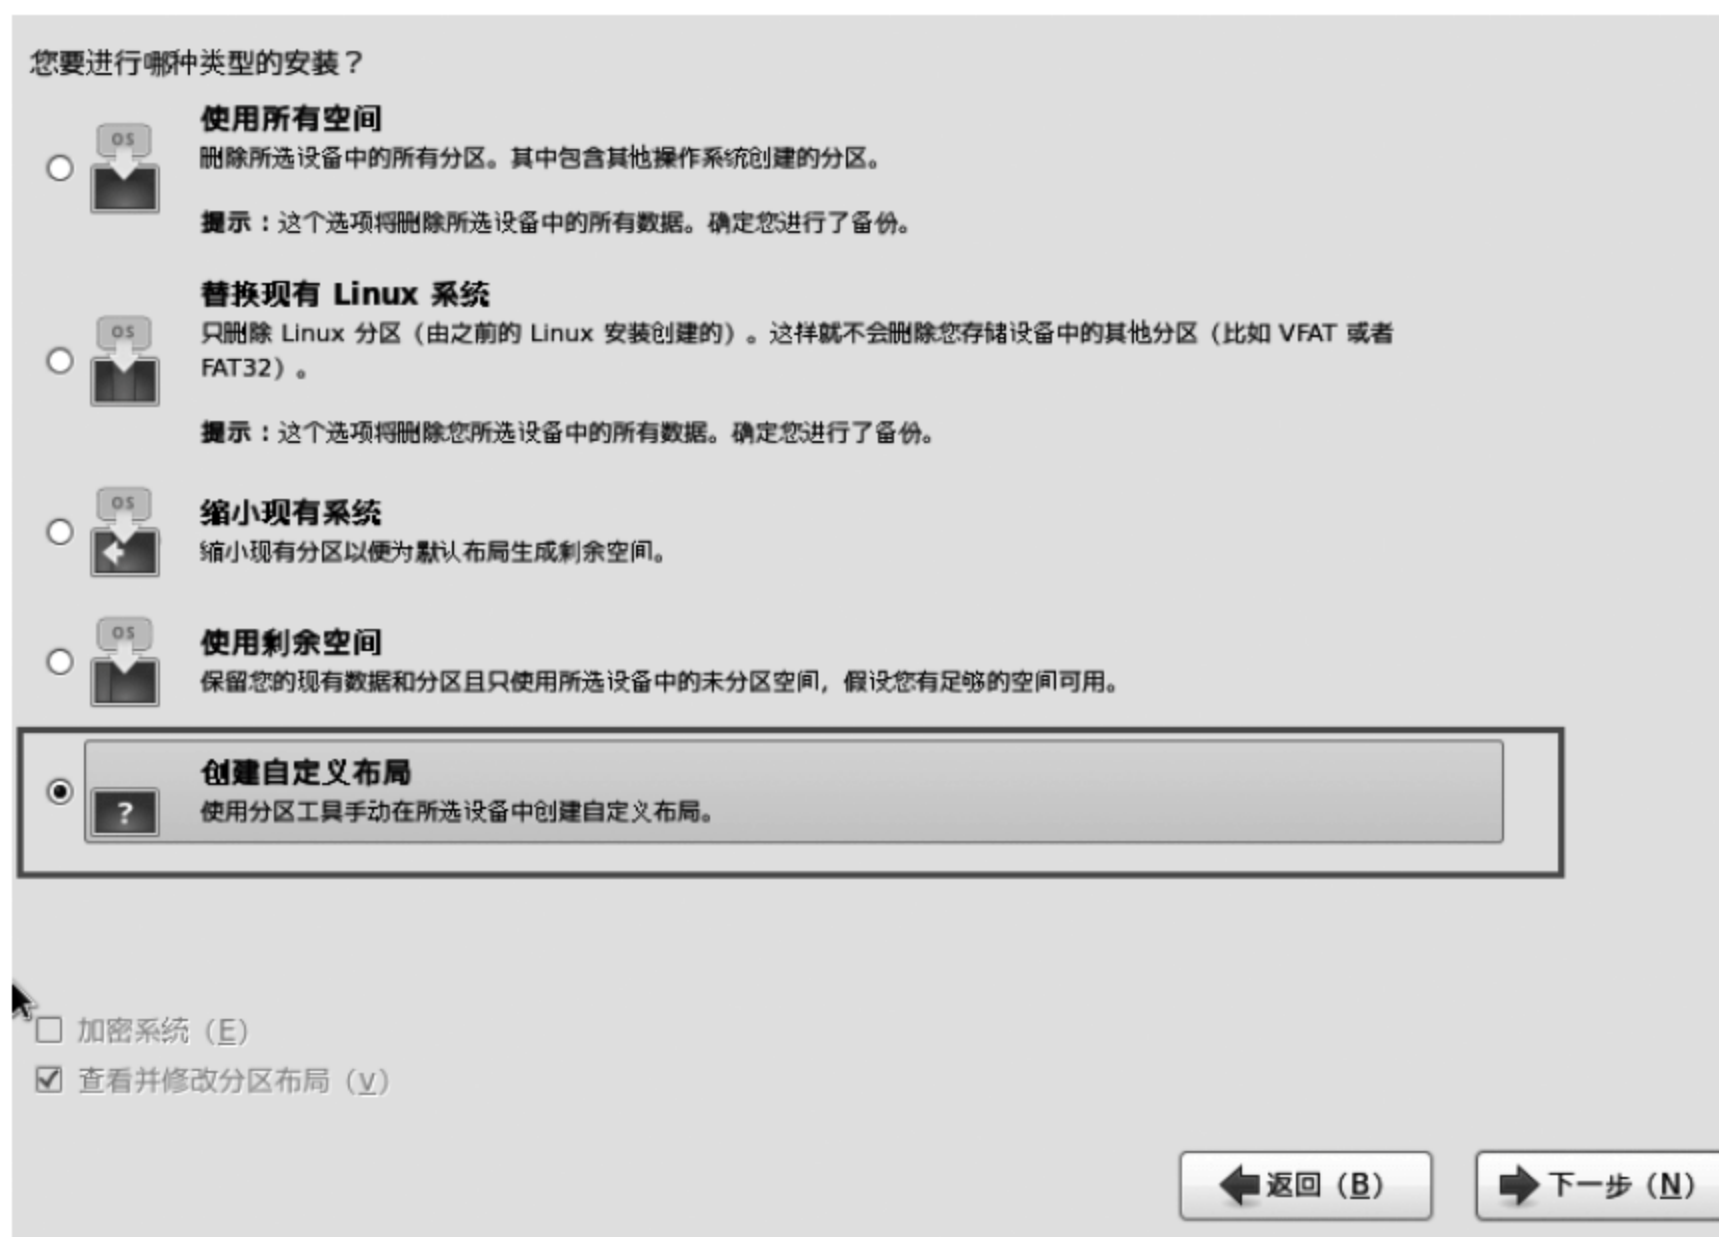 您要进行哪种类型的安装？
OS
使用所有空间
删除所选设备中的所有分区。其中包含其他操作系统创建的分区。
提示：这个选项将删除所选设备中的所有数据。确定您进行了备份。
OS
替换现有 Linux 系统
只删除 Linux 分区（由之前的 Linux 安装创建的）。这样就不会删除您存储设备中的其他分区（比如 VFAT 或者
FAT32）。
提示：这个选项将删除您所选设备中的所有数据。确定您进行了备份。
OS
缩小现有系统
缩小现有分区以便为默认布局生成剩余空间。
OS
使用剩余空间
保留您的现有数据和分区且只使用所选设备中的未分区空间，假设您有足够的空间可用。
?
创建自定义布局
使用分区工具手动在所选设备中创建自定义布局。
加密系统（E）
查看并修改分区布局（V）
返回（B）
下一步（N）